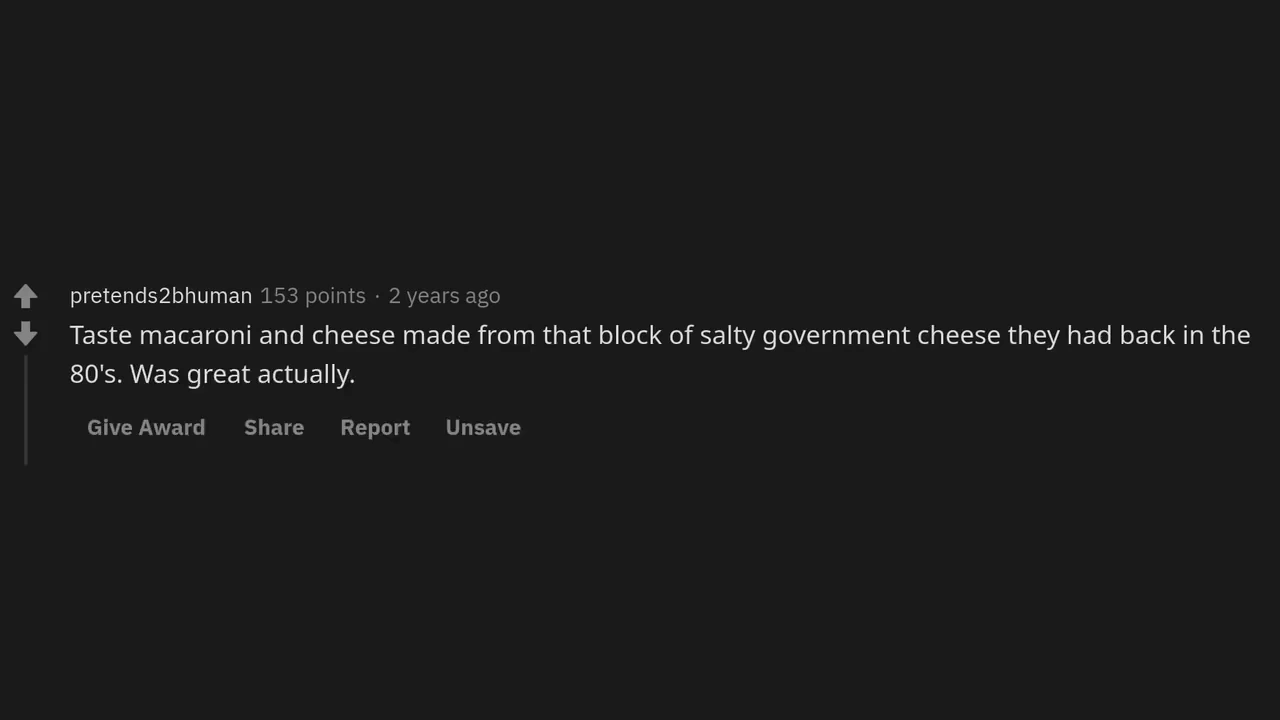 pretends2bhuman 153 points · 2 years ago
Taste macaroni and cheese made from that block of salty government cheese they had back in the
80's. Was great actually.
Give Award Share Report Unsave